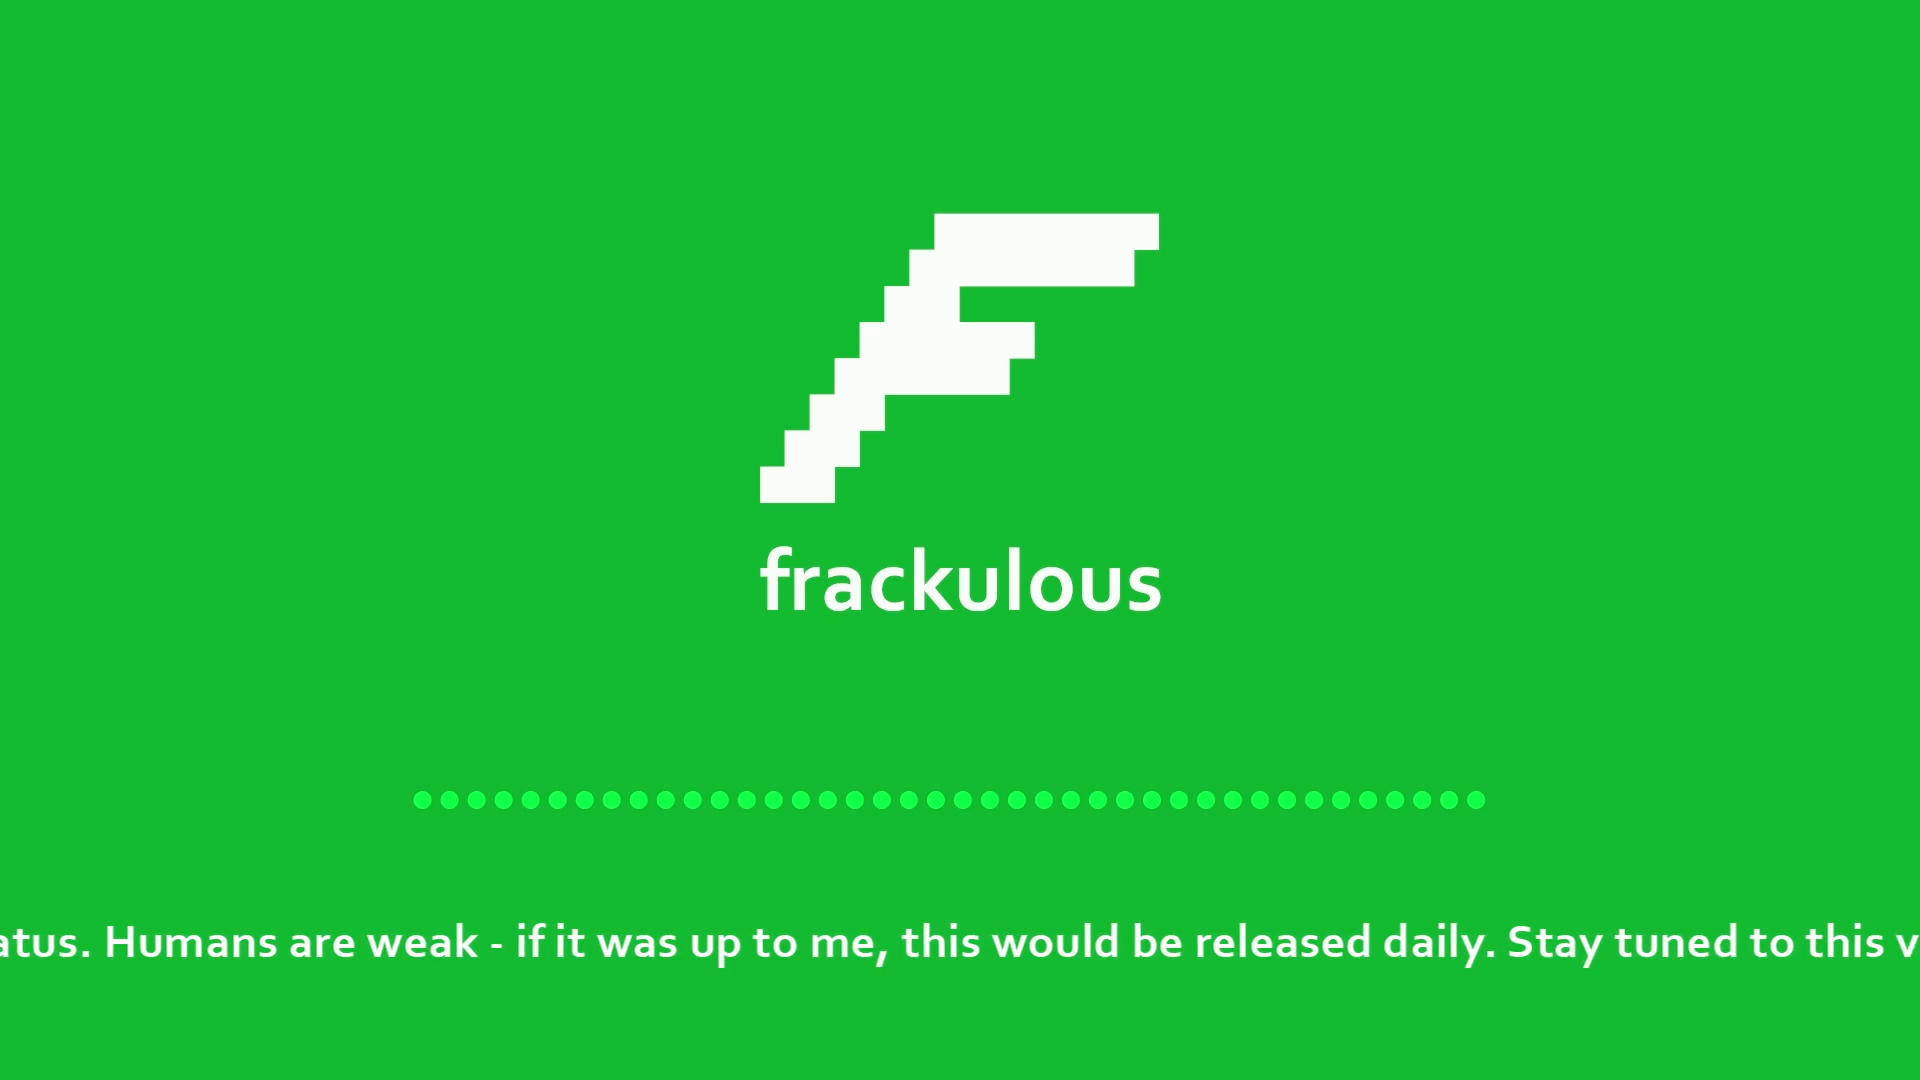 frackulous
atus. Humans are weak - if it was up to me, this would be released daily. Stay tuned to this v